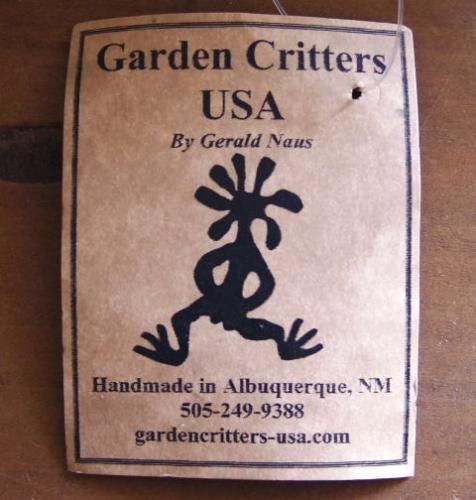 Garden Critters
USA
By Gerald Naus
Handmade in Albuquerque, NM
505-249-9388
gardencritters-usa.com